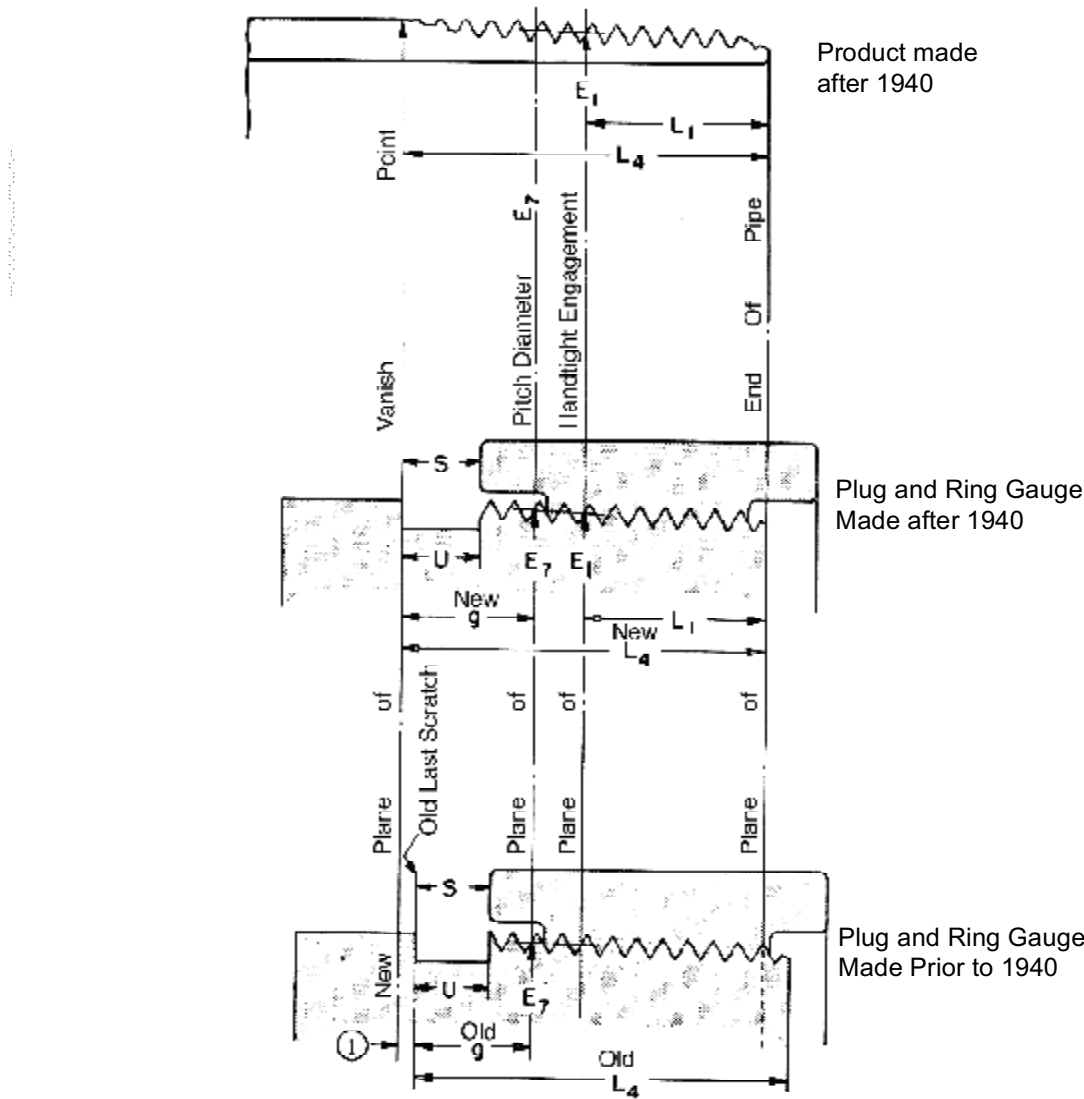 Product made
after 1940
E₁
L₁
L₄
Vanish Point
Pitch Diameter E₇
Handtight Engagement
End Of Pipe
Plug and Ring Gauge
Made after 1940
S
U
E₇ E₁
New
g
L₁
New
L₄
Plane of
Old Last Scratch
Plane of
Plane of
Plane of
S
Plug and Ring Gauge
Made Prior to 1940
New
U
E₇
1
Old
g
Old
L₄